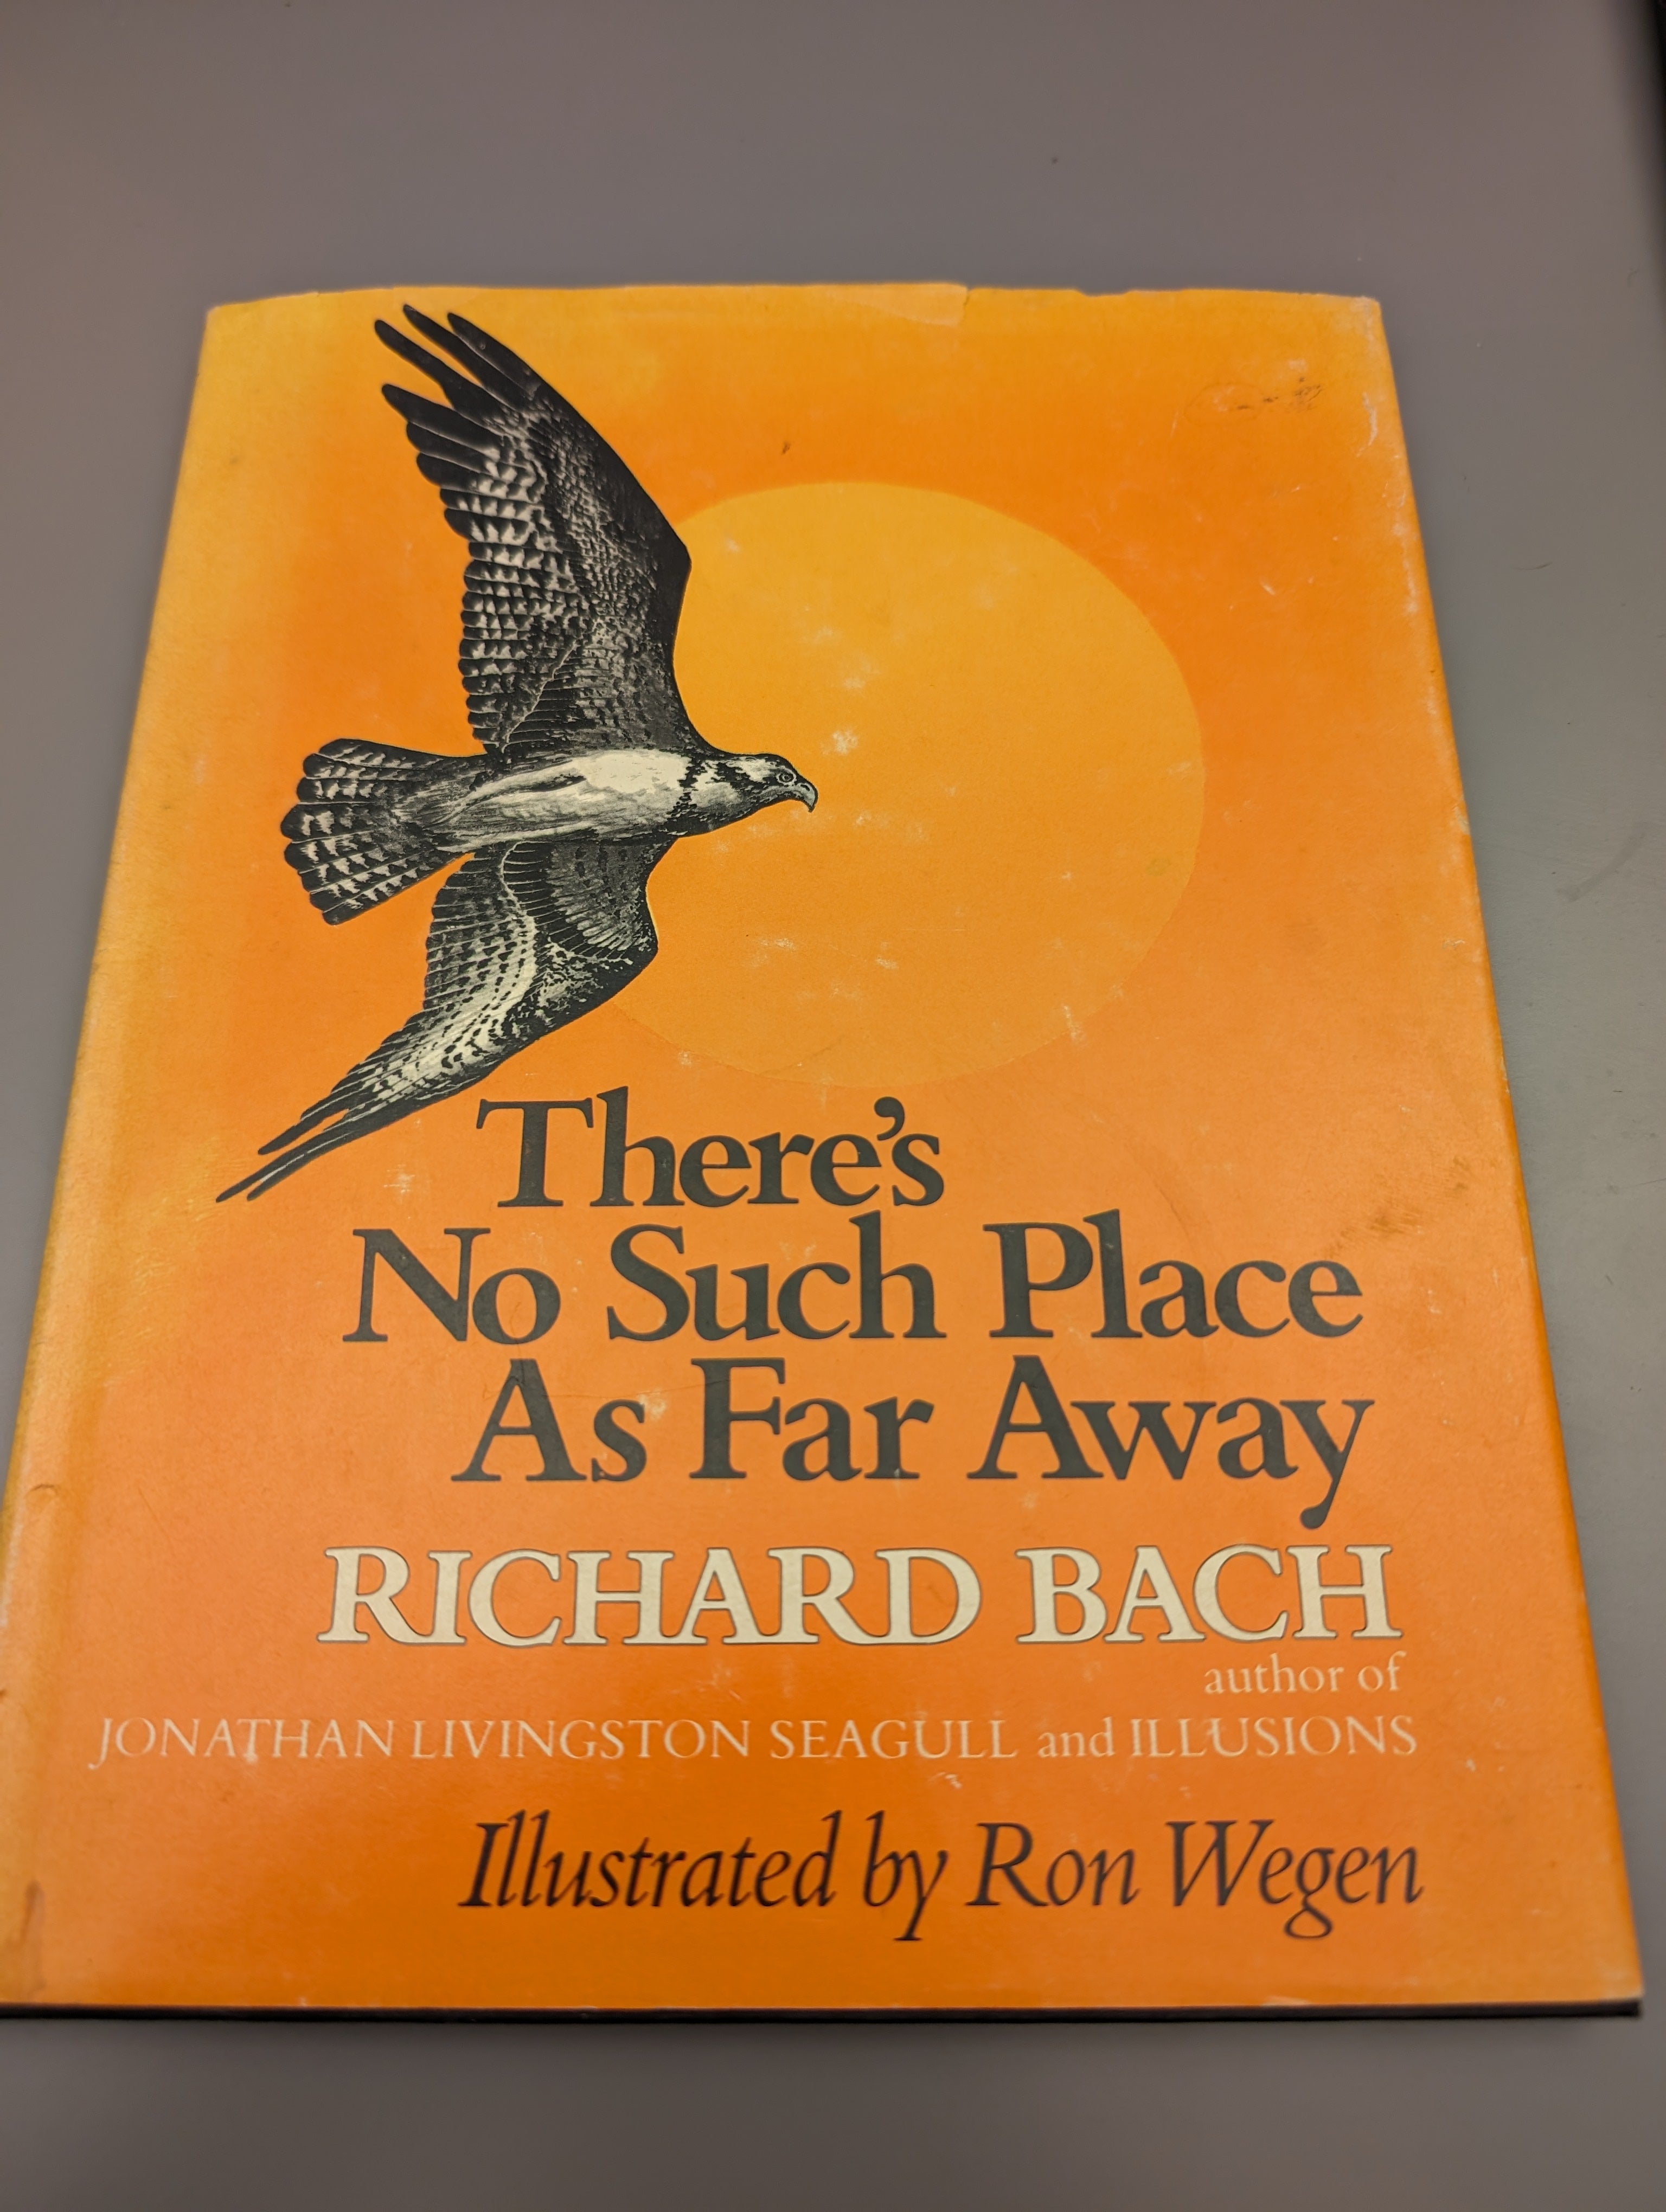 There's
No Such Place
As Far Away
RICHARD BACH
author of
JONATHAN LIVINGSTON SEAGULL and ILLUSIONS
Illustrated by Ron Wegen